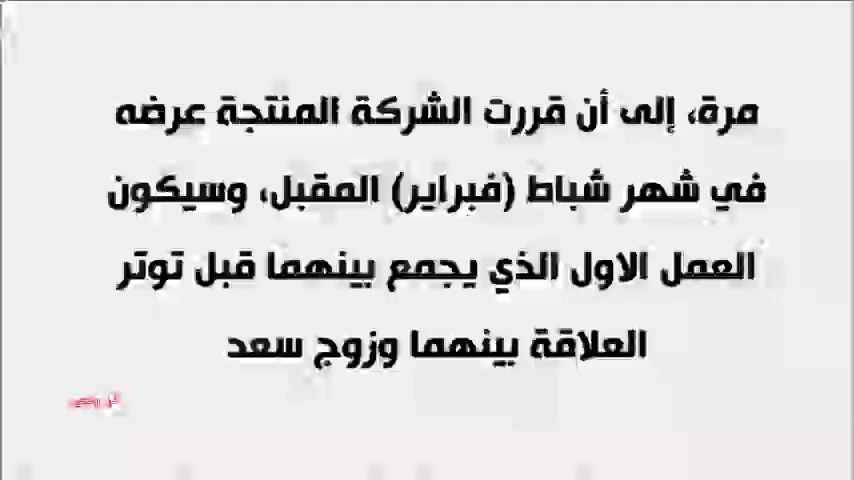 مرة، إلى أن قررت الشركة المنتجة عرضه
في شهر شباط (فبراير) المقبل، وسيكون
العمل الاول الذي يجمع بينهما قبل توتر
العلاقة بينهما وزوج سعد